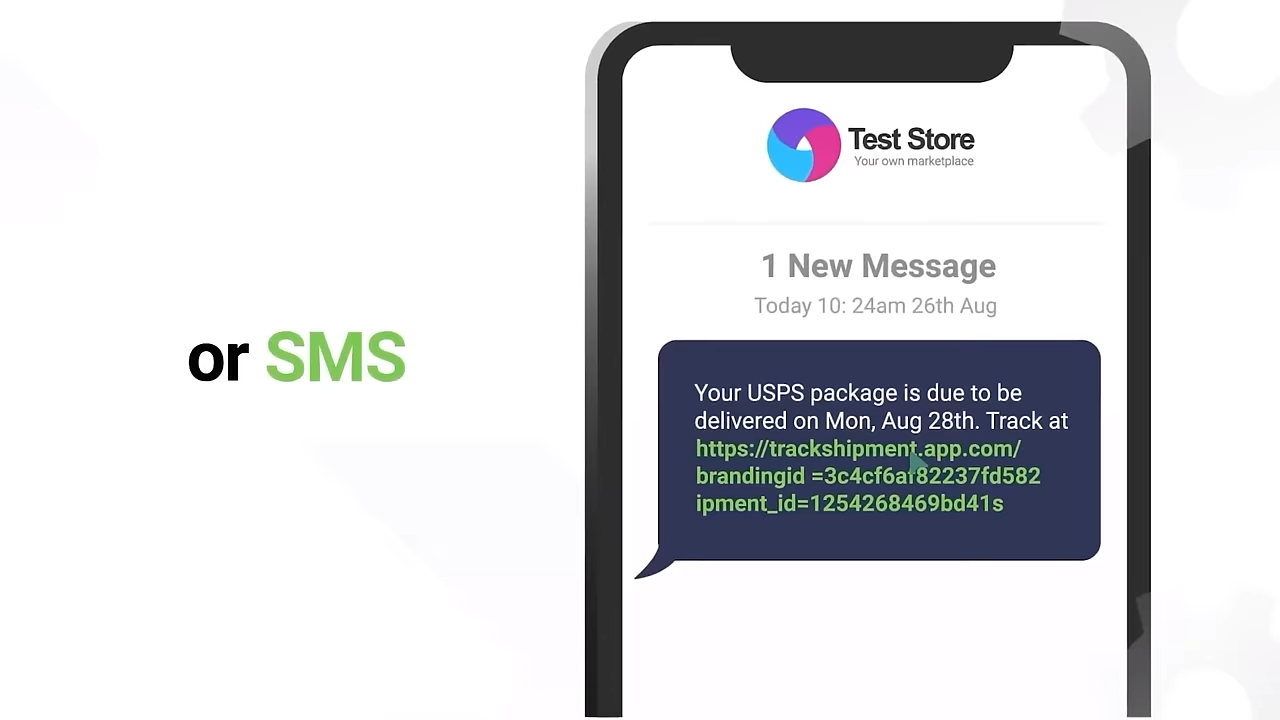 or SMS
Test Store
Your own marketplace
1 New Message
Today 10: 24am 26th Aug
Your USPS package is due to be
delivered on Mon, Aug 28th. Track at
https://trackshipment.app.com/
brandingid =3c4cf6af82237fd582
ipment_id=1254268469bd41s